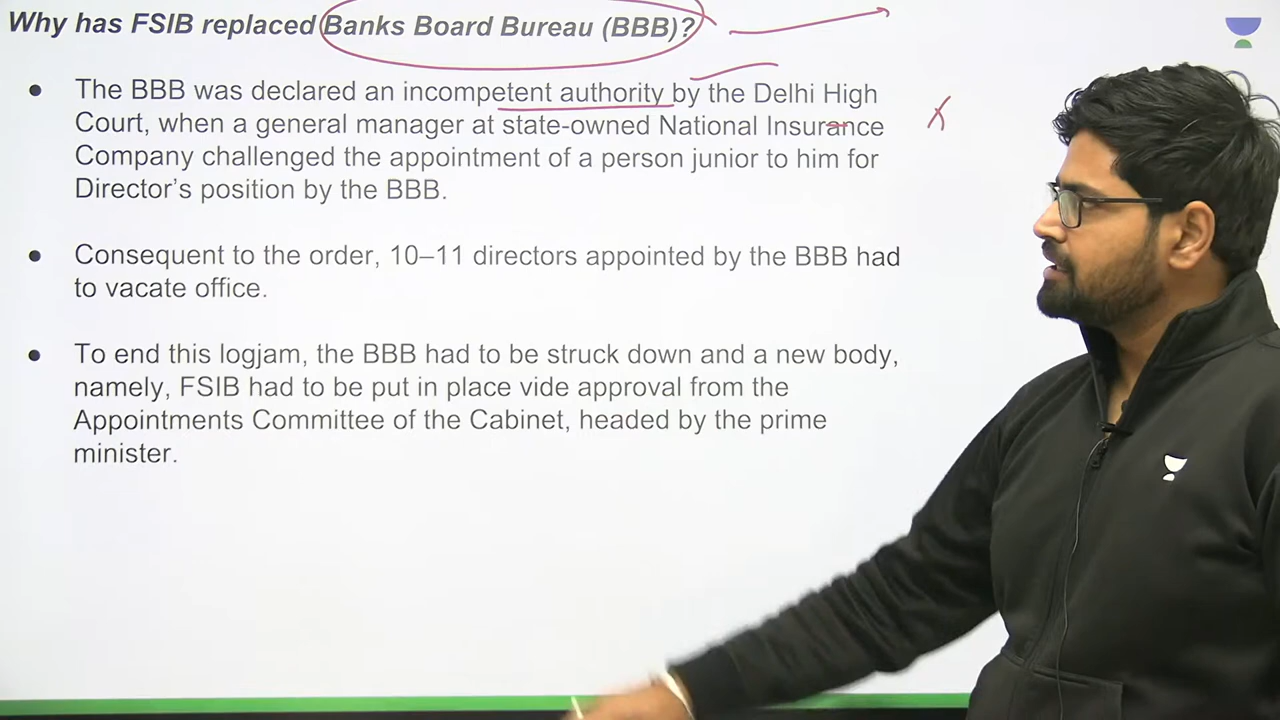 Why has FSIB replaced Banks Board Bureau (BBB)?
● The BBB was declared an incompetent authority by the Delhi High
Court, when a general manager at state-owned National Insurance
Company challenged the appointment of a person junior to him for
Director's position by the BBB.
● Consequent to the order, 10–11 directors appointed by the BBB had
to vacate office.
● To end this logjam, the BBB had to be struck down and a new body,
namely, FSIB had to be put in place vide approval from the
Appointments Committee of the Cabinet, headed by the prime
minister.